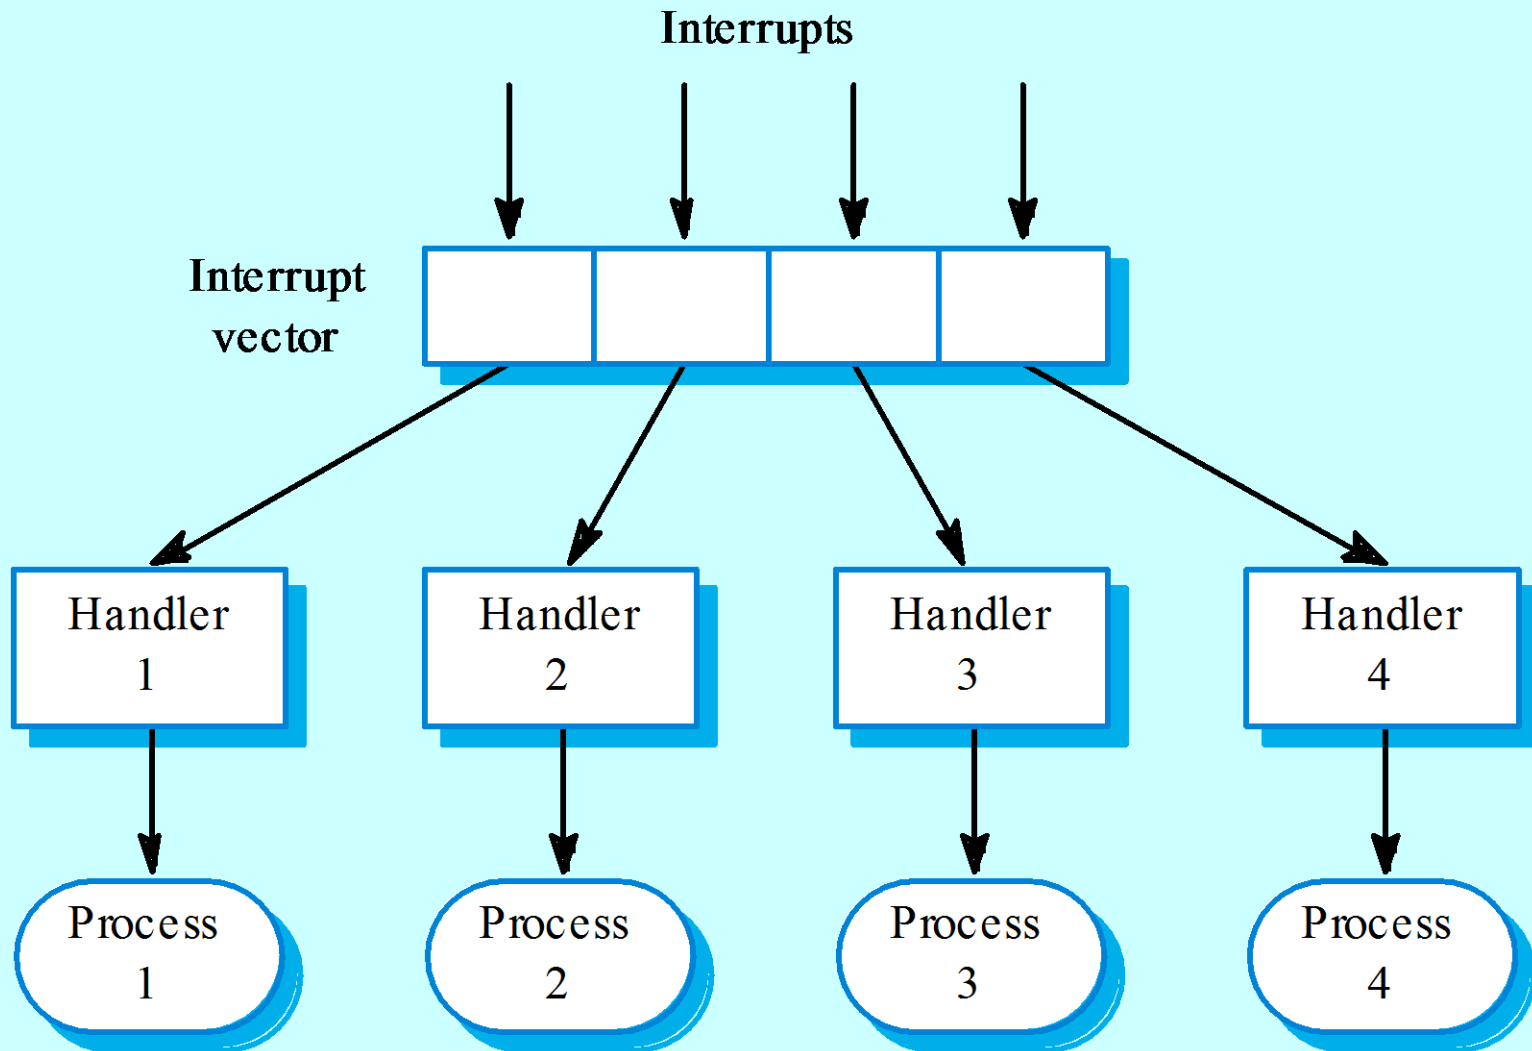 Interrupts
Interrupt
vector
Handler
1
Handler
2
Handler
3
Handler
4
Process
1
Process
2
Process
3
Process
4